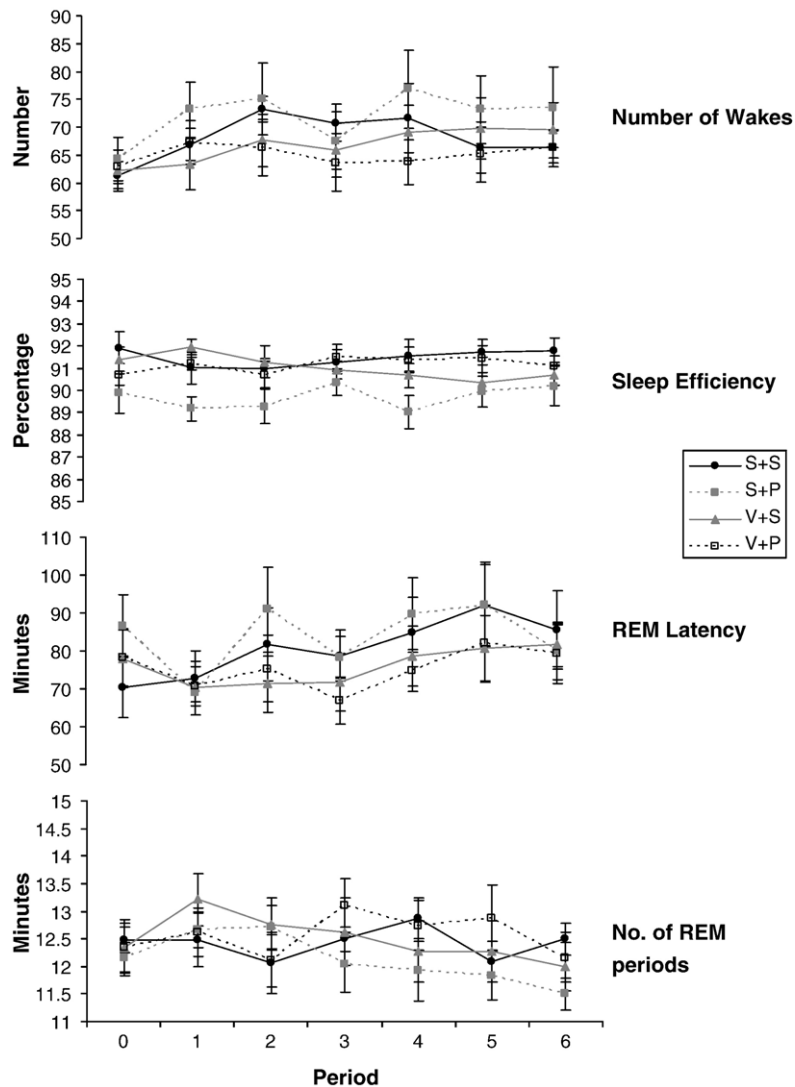 Number
90
85
80
75
70
65
60
55
50
Number of Wakes
Percentage
95
94
93
92
91
90
89
88
87
86
85
Sleep Efficiency
S+S
S+P
V+S
V+P
Minutes
110
100
90
80
70
60
50
REM Latency
Minutes
15
14.5
14
13.5
13
12.5
12
11.5
11
No. of REM
periods
0 1 2 3 4 5 6
Period